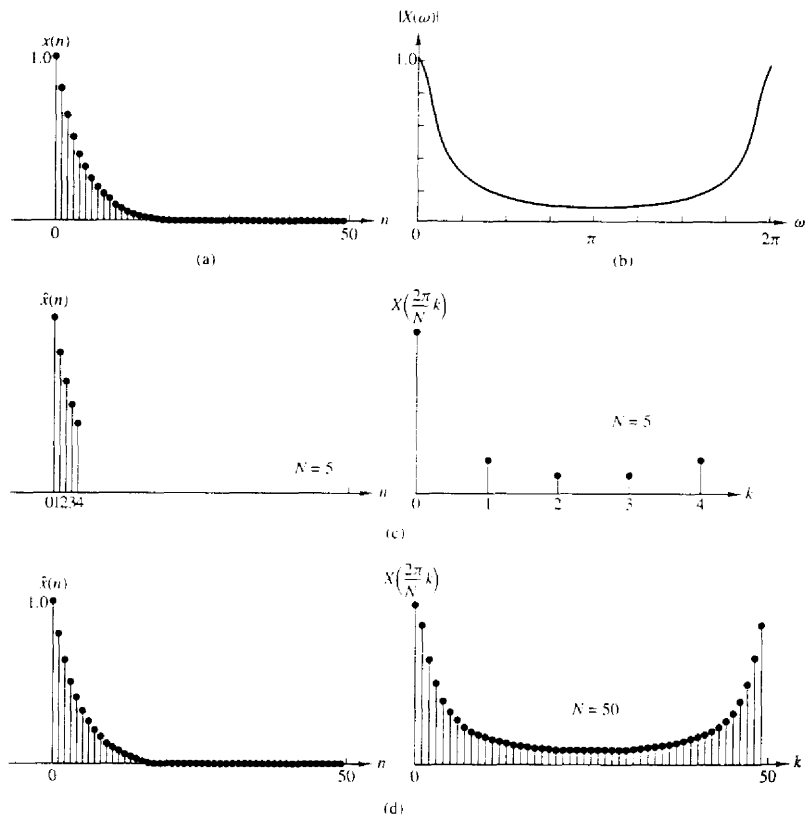 x(n)
1.0
0
50
n
(a)
|X(ω)|
1.0
0
π
2π
ω
(b)
x̂(n)
N = 5
01234
n
X(2π/N k)
N = 5
0 1 2 3 4
k
(c)
x̂(n)
1.0
0
50
n
X(2π/N k)
N = 50
0
50
k
(d)